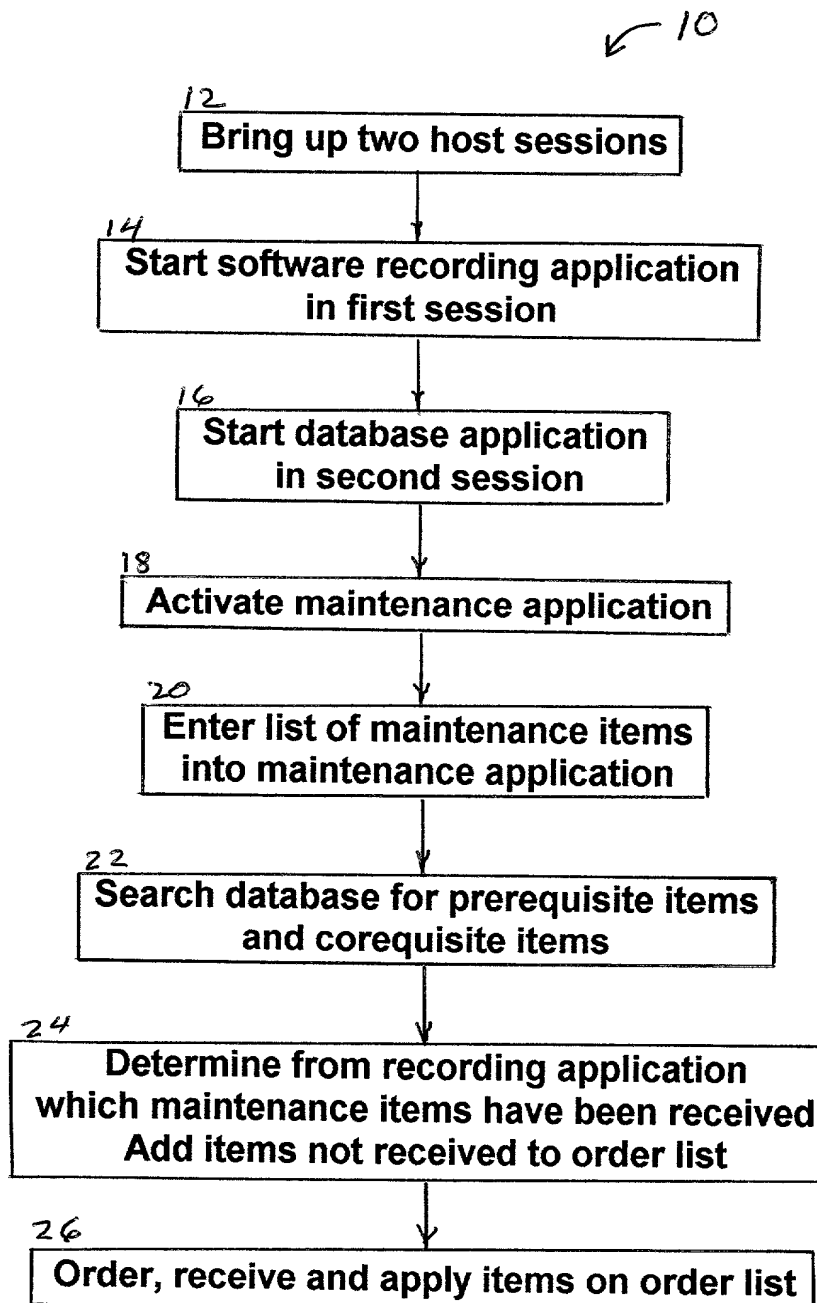 10
12
Bring up two host sessions
14
Start software recording application
in first session
16
Start database application
in second session
18
Activate maintenance application
20
Enter list of maintenance items
into maintenance application
22
Search database for prerequisite items
and corequisite items
24
Determine from recording application
which maintenance items have been received
Add items not received to order list
26
Order, receive and apply items on order list